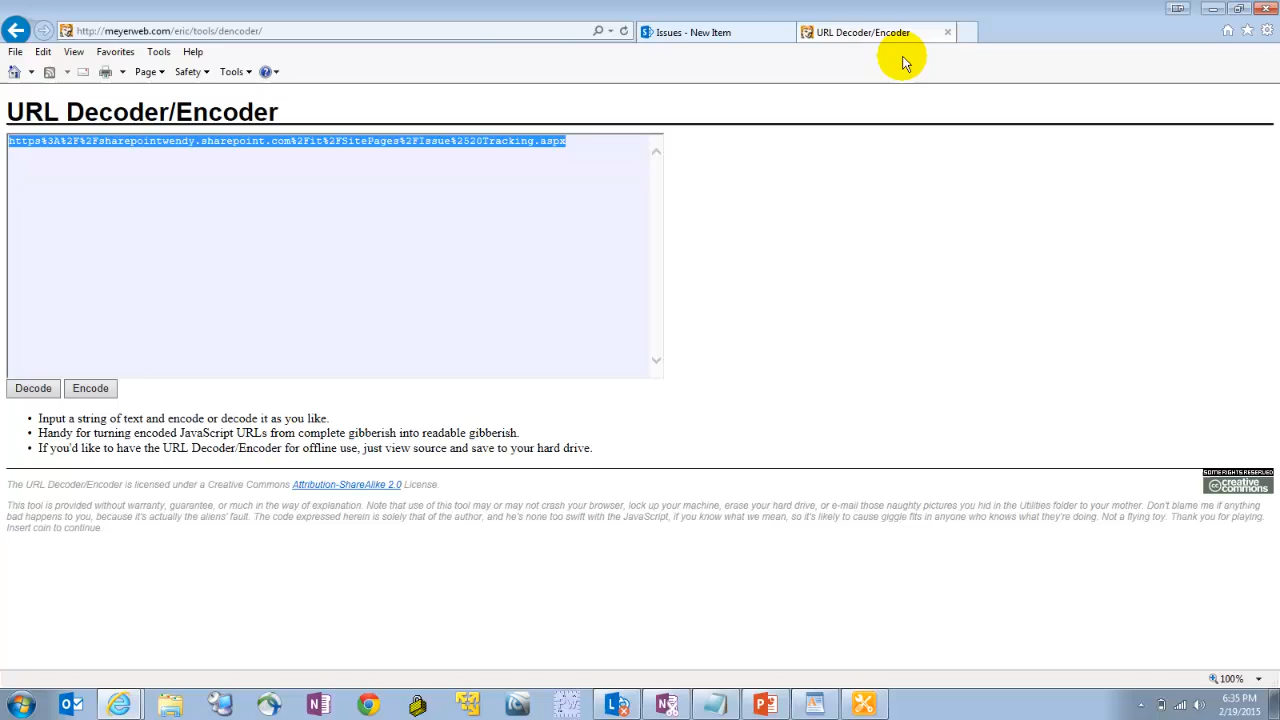 http://meyerweb.com/eric/tools/dencoder/
Issues - New Item
URL Decoder/Encoder
File Edit View Favorites Tools Help
Page Safety Tools
URL Decoder/Encoder
https%3A%2F%2Fsharepointwendy.sharepoint.com%2Fit%2FSitePages%2FIssue%2520Tracking.aspx
Decode Encode
• Input a string of text and encode or decode it as you like.
• Handy for turning encoded JavaScript URLs from complete gibberish into readable gibberish.
• If you'd like to have the URL Decoder/Encoder for offline use, just view source and save to your hard drive.
The URL Decoder/Encoder is licensed under a Creative Commons Attribution-ShareAlike 2.0 License.
SOME RIGHTS RESERVED
creative commons
This tool is provided without warranty, guarantee, or much in the way of explanation. Note that use of this tool may or may not crash your browser, lock up your machine, erase your hard drive, or e-mail those naughty pictures you hid in the Utilities folder to your mother. Don't blame me if anything
bad happens to you, because it's actually the aliens' fault. The code expressed herein is solely that of the author, and he's none too swift with the JavaScript, if you know what we mean, so it's likely to cause giggle fits in anyone who knows what they're doing. Not a flying toy. Thank you for playing.
Insert coin to continue.
100%
6:35 PM
2/19/2015